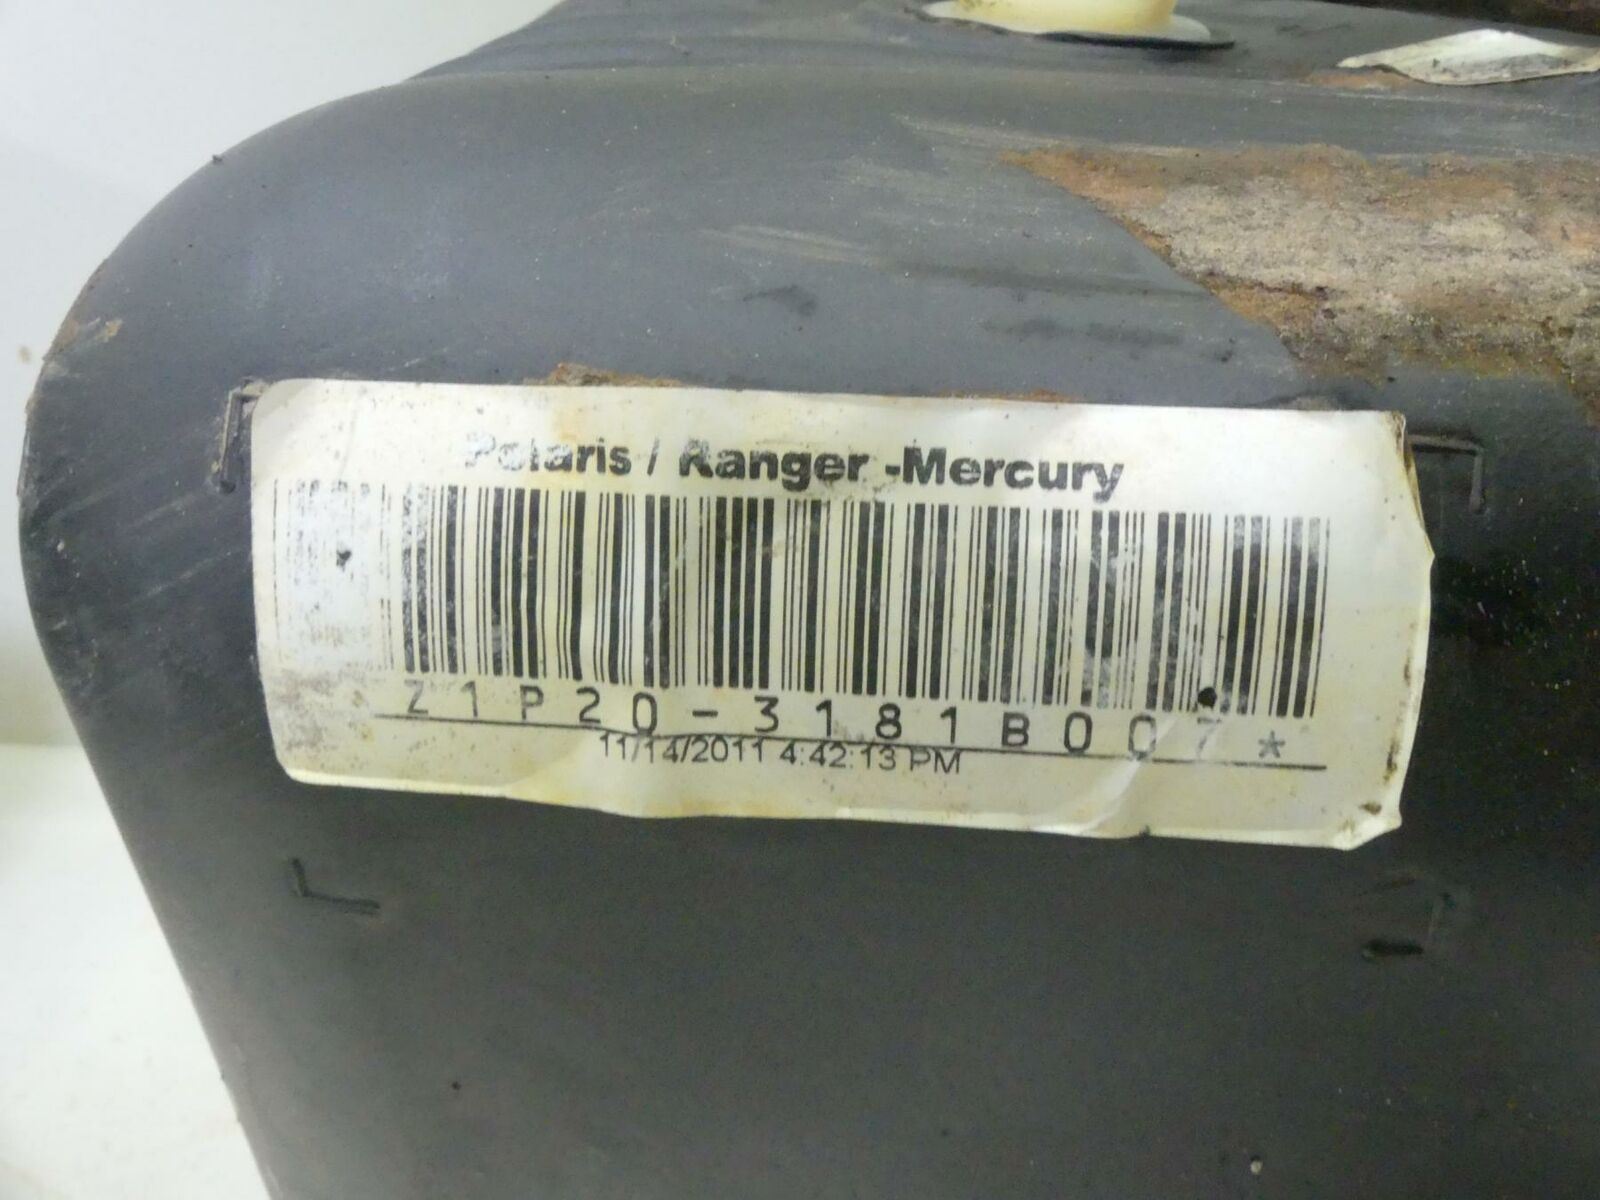 Polaris / Ranger -Mercury
Z1P20-3181B007*
11/14/2011 4:42:13 PM